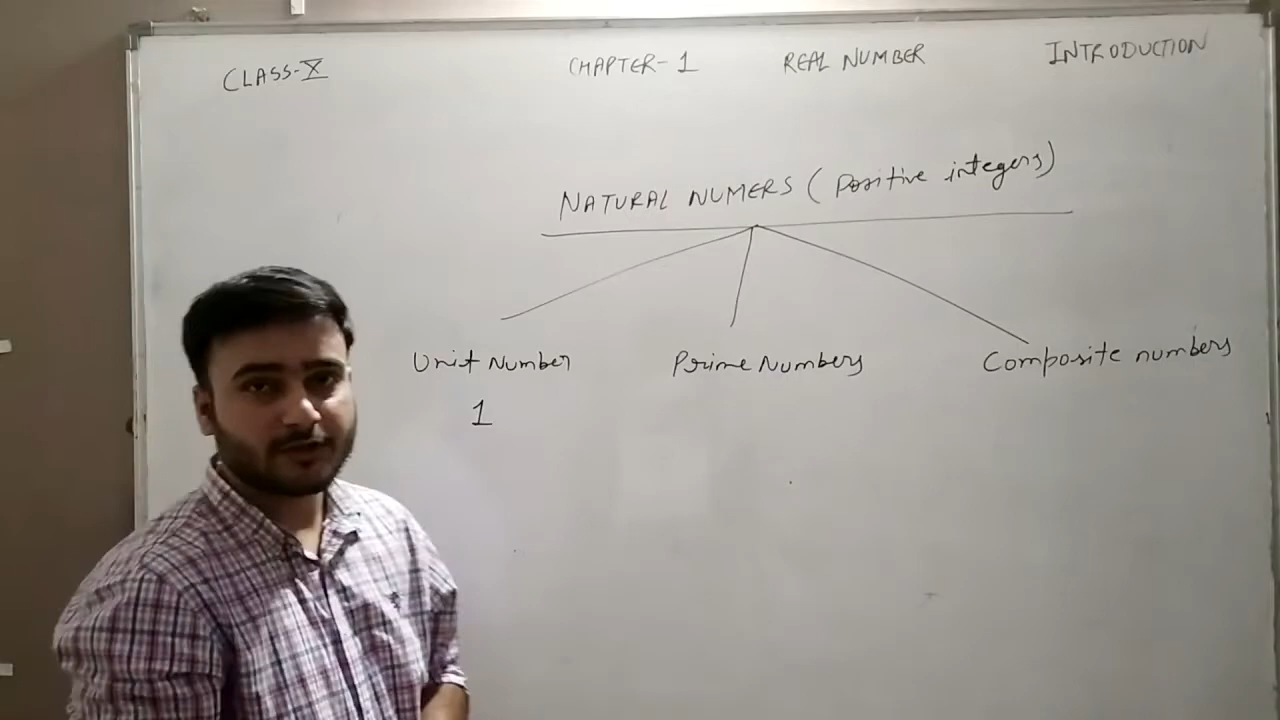 CLASS-X CHAPTER-1 REAL NUMBER INTRODUCTION
NATURAL NUMERS (Positive integers)
Unit Number Prime Numbers Composite numbers
1